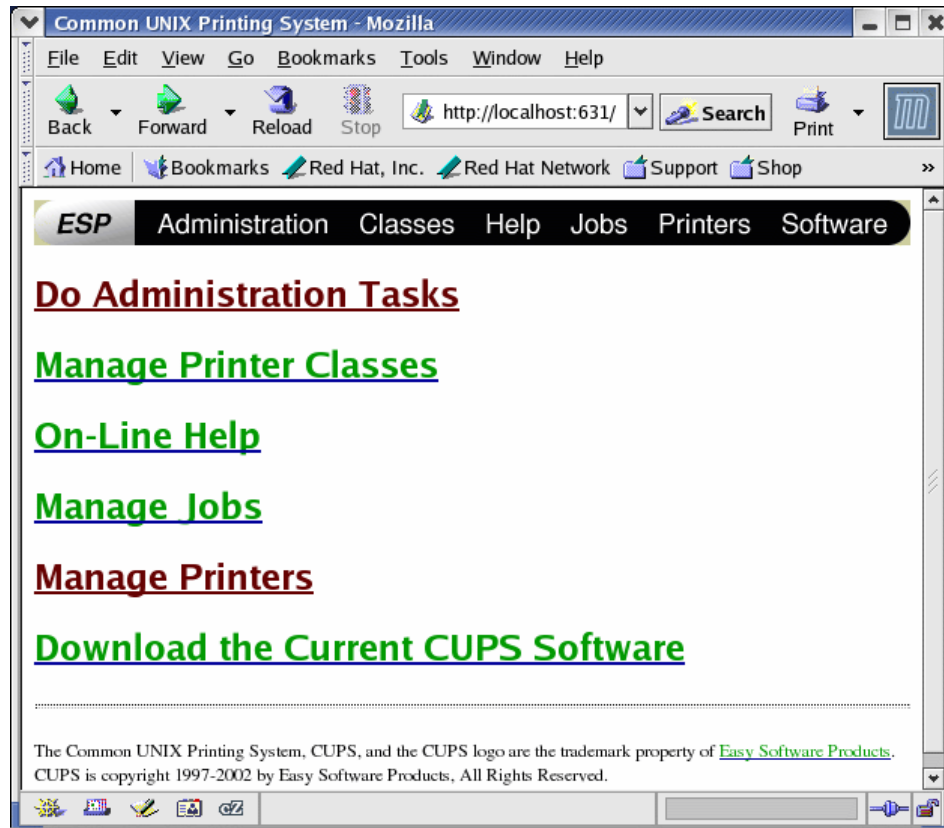 Common UNIX Printing System - Mozilla
File Edit View Go Bookmarks Tools Window Help
Back Forward Reload Stop http://localhost:631/ Search Print
Home Bookmarks Red Hat, Inc. Red Hat Network Support Shop »
ESP Administration Classes Help Jobs Printers Software
Do Administration Tasks
Manage Printer Classes
On-Line Help
Manage Jobs
Manage Printers
Download the Current CUPS Software
The Common UNIX Printing System, CUPS, and the CUPS logo are the trademark property of Easy Software Products.
CUPS is copyright 1997-2002 by Easy Software Products, All Rights Reserved.